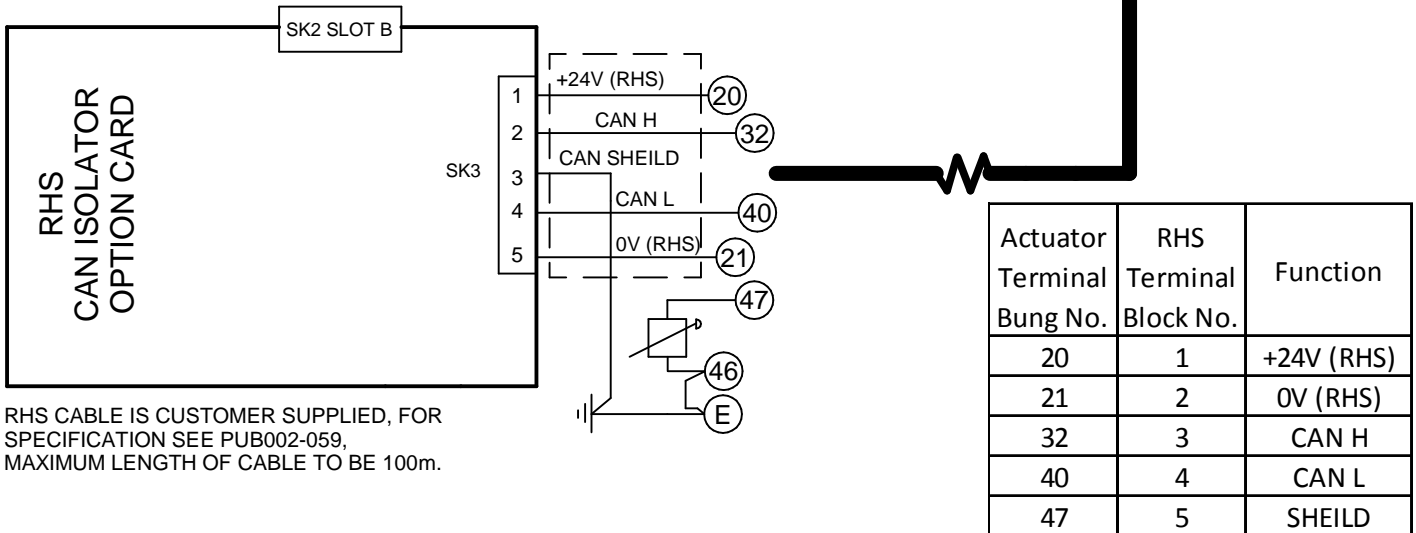 SK2 SLOT B
RHS
CAN ISOLATOR
OPTION CARD
SK3
1 +24V (RHS) 20
2 CAN H 32
3 CAN SHEILD
4 CAN L 40
5 0V (RHS) 21
47
46
E
RHS CABLE IS CUSTOMER SUPPLIED, FOR
SPECIFICATION SEE PUB002-059,
MAXIMUM LENGTH OF CABLE TO BE 100m.
Actuator Terminal Bung No. RHS Terminal Block No. Function
20 1 +24V (RHS)
21 2 0V (RHS)
32 3 CAN H
40 4 CAN L
47 5 SHEILD